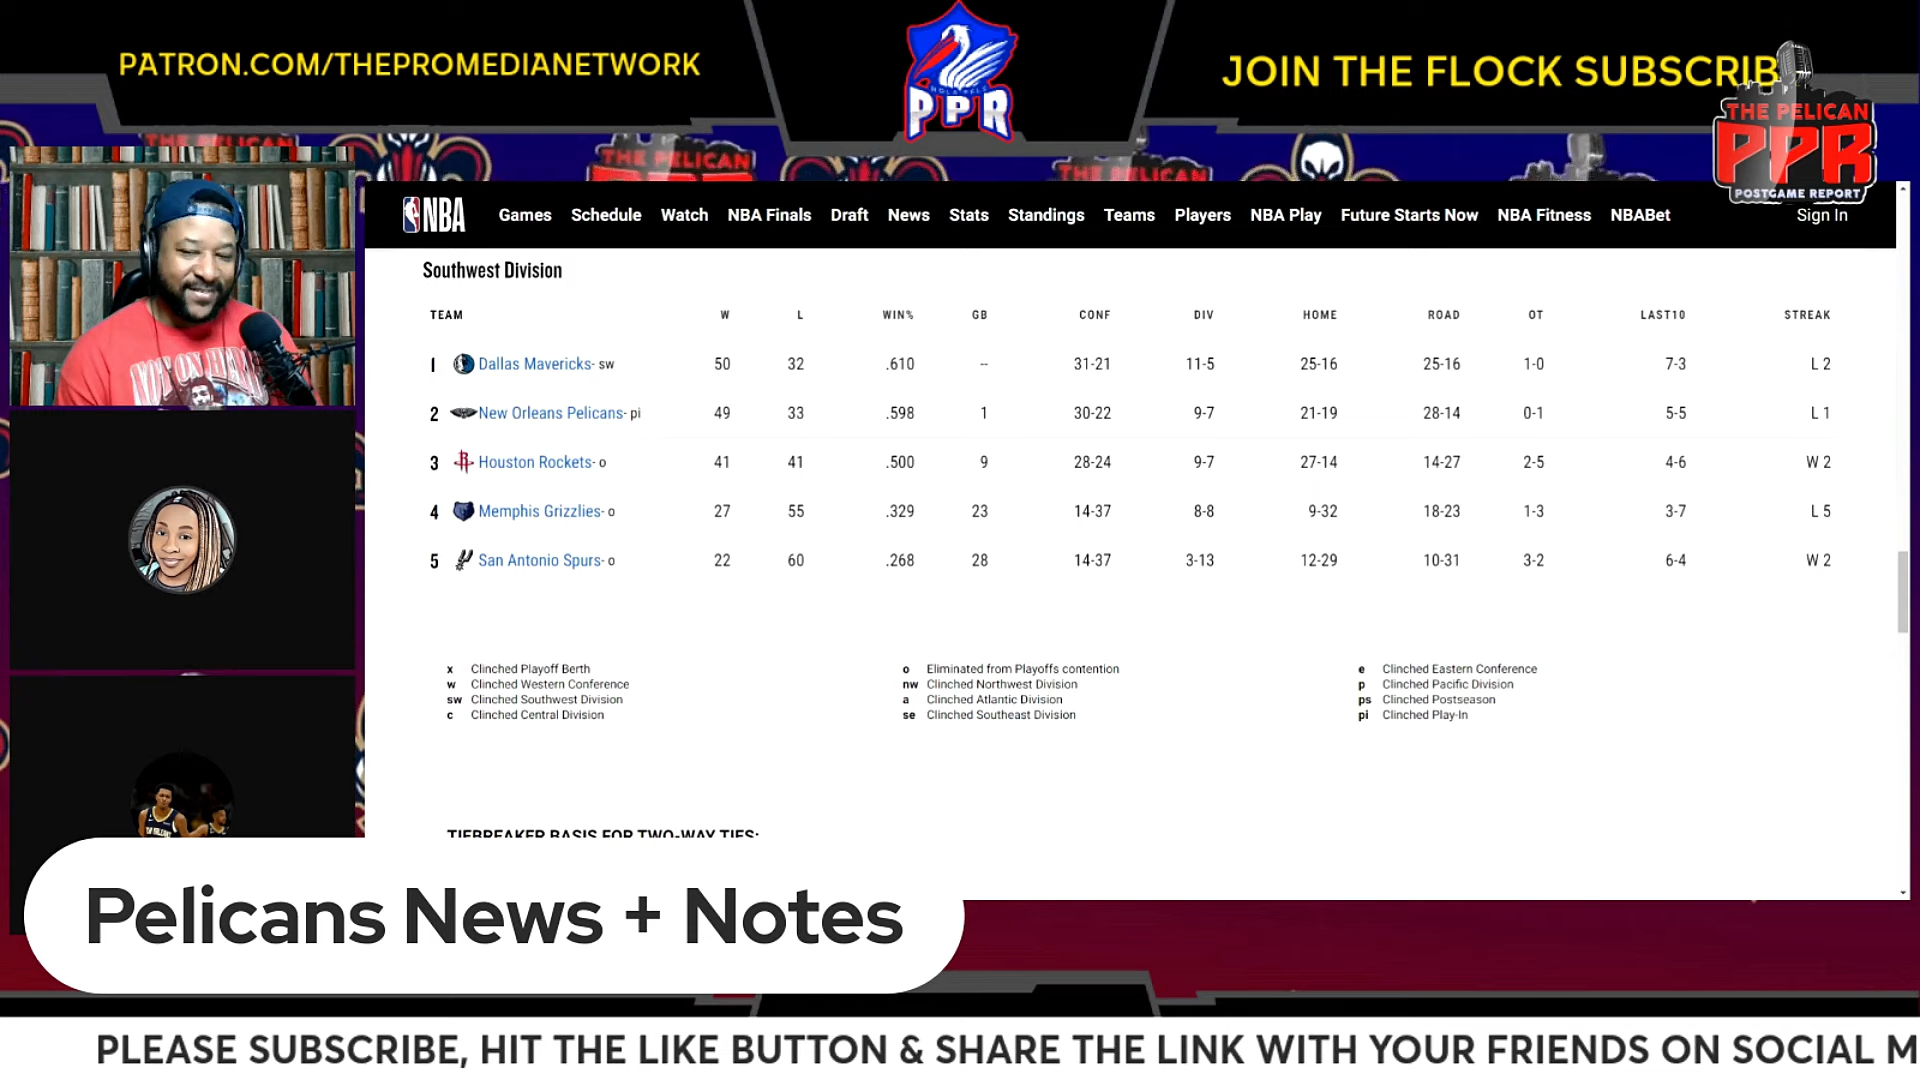 PATRON.COM/THEPROMEDIANETWORK
PPR
JOIN THE FLOCK SUBSCRIB
THE PELICAN
PPR
POSTGAME REPORT
THE PELICAN
THE PELICAN
NBA Games Schedule Watch NBA Finals Draft News Stats Standings Teams Players NBA Play Future Starts Now NBA Fitness NBABet Sign In
Southwest Division
TEAM W L WIN% GB CONF DIV HOME ROAD OT LAST10 STREAK
1 Dallas Mavericks- sw 50 32 .610 -- 31-21 11-5 25-16 25-16 1-0 7-3 L 2
2 New Orleans Pelicans- pi 49 33 .598 1 30-22 9-7 21-19 28-14 0-1 5-5 L 1
3 Houston Rockets- o 41 41 .500 9 28-24 9-7 27-14 14-27 2-5 4-6 W 2
4 Memphis Grizzlies- o 27 55 .329 23 14-37 8-8 9-32 18-23 1-3 3-7 L 5
5 San Antonio Spurs- o 22 60 .268 28 14-37 3-13 12-29 10-31 3-2 6-4 W 2
x Clinched Playoff Berth o Eliminated from Playoffs contention e Clinched Eastern Conference
w Clinched Western Conference nw Clinched Northwest Division p Clinched Pacific Division
sw Clinched Southwest Division a Clinched Atlantic Division ps Clinched Postseason
c Clinched Central Division se Clinched Southeast Division pi Clinched Play-In
TIEBREAKER BASIS FOR TWO-WAY TIES:
Pelicans News + Notes
PLEASE SUBSCRIBE, HIT THE LIKE BUTTON & SHARE THE LINK WITH YOUR FRIENDS ON SOCIAL M